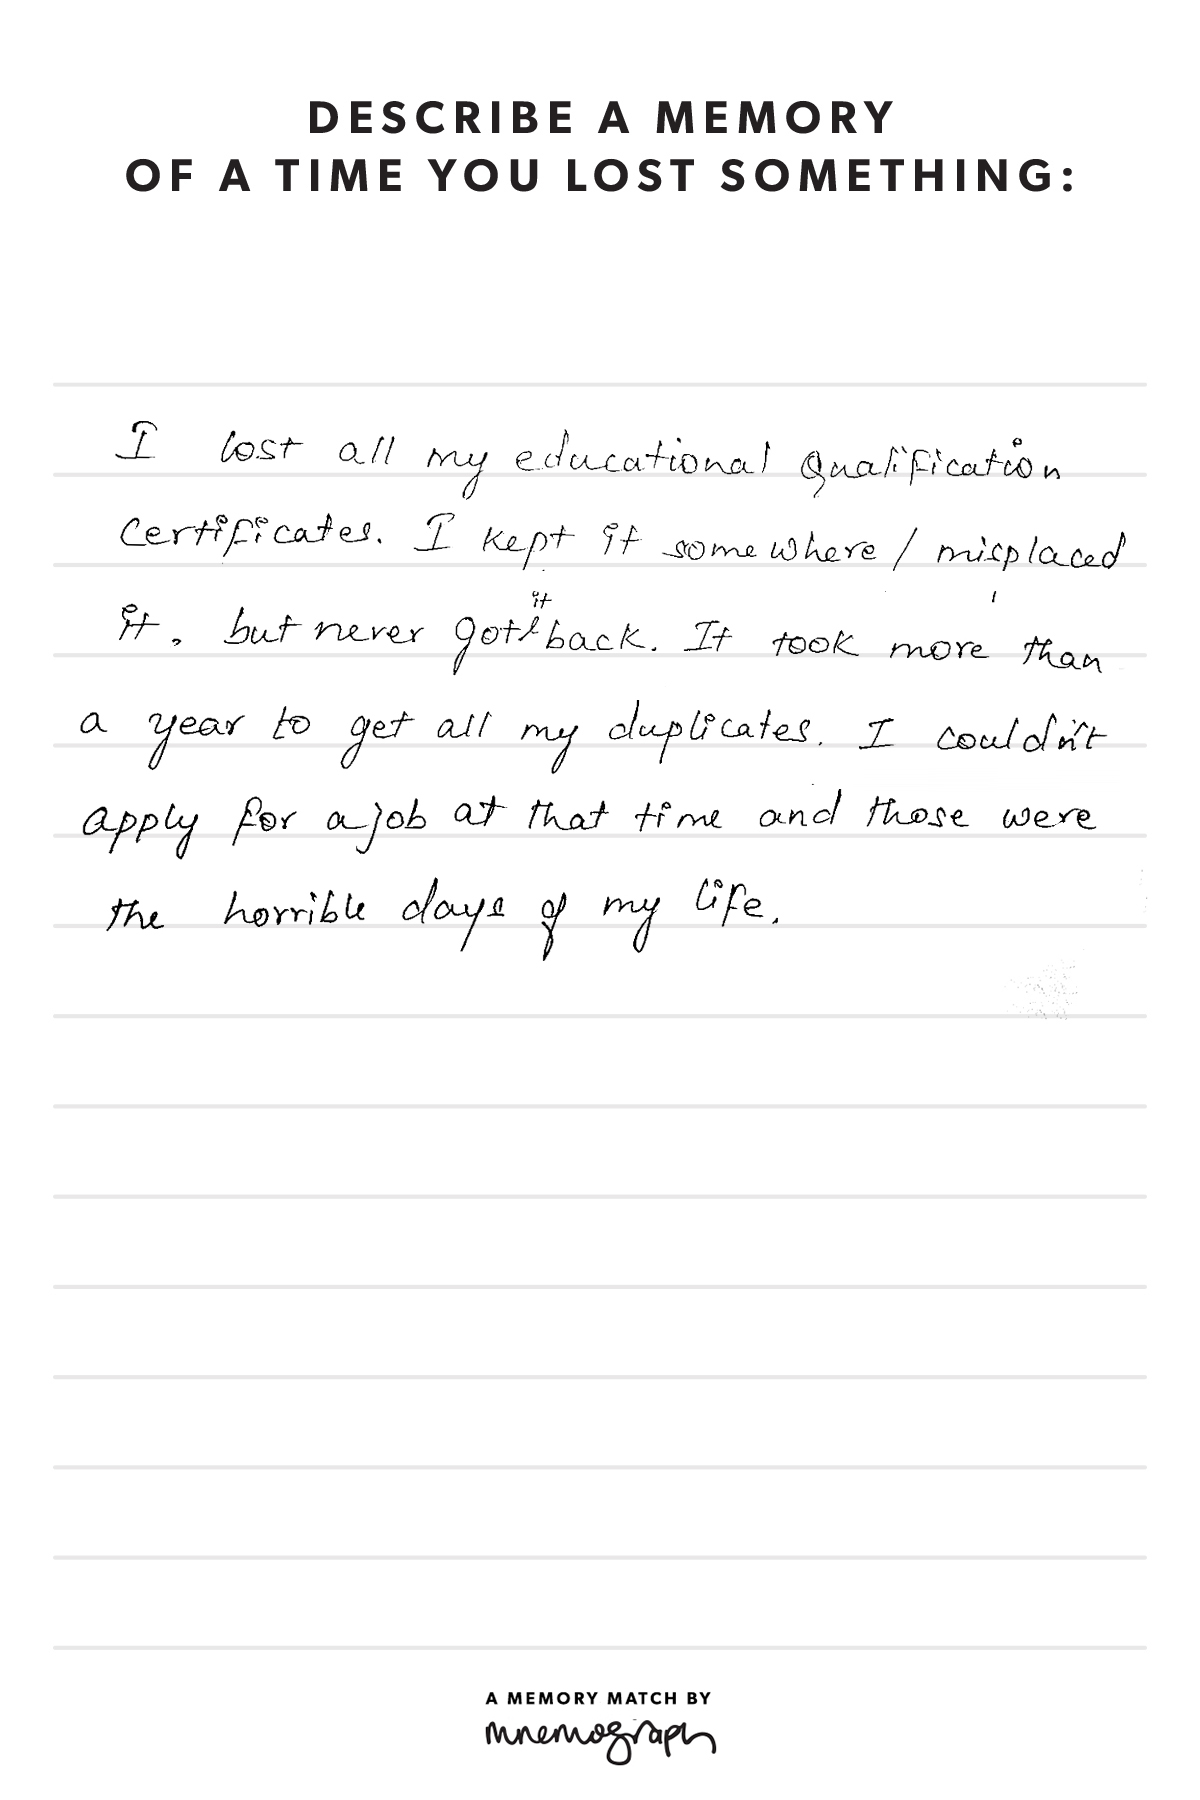 DESCRIBE A MEMORY
OF A TIME YOU LOST SOMETHING:
I lost all my educational Qualification
certificates. I kept it somewhere / misplaced
it, but never got it back. It took more than
a year to get all my duplicates. I couldn't
apply for a job at that time and those were
the horrible days of my life.
A MEMORY MATCH BY
mnemograph